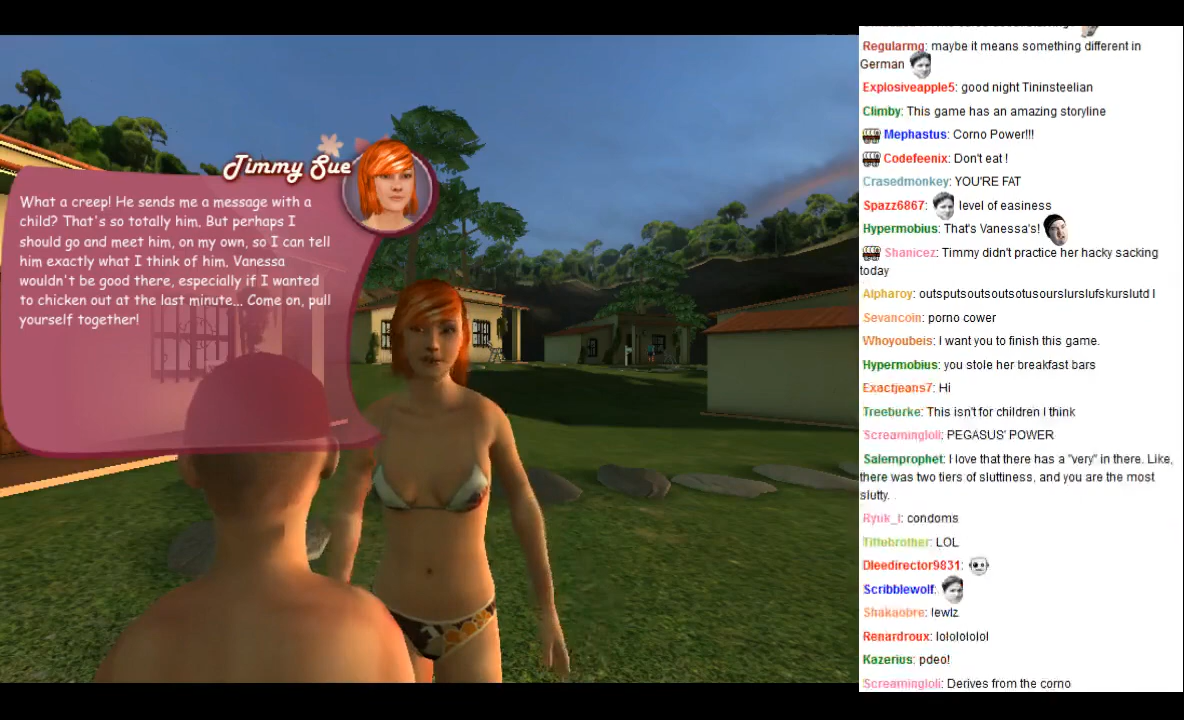 Timmy Sue
What a creep! He sends me a message with a
child? That's so totally him. But perhaps I
should go and meet him, on my own, so I can tell
him exactly what I think of him. Vanessa
wouldn't be good there, especially if I wanted
to chicken out at the last minute... Come on, pull
yourself together!
Regularmg: maybe it means something different in
German
Explosiveapple5: good night Tininsteelian
Climby: This game has an amazing storyline
Mephastus: Corno Power!!!
Codefeenix: Don't eat !
Crasedmonkey: YOU'RE FAT
Spazz6867: level of easiness
Hypermobius: That's Vanessa's!
Shanicez: Timmy didn't practice her hacky sacking
today
Alpharoy: outsputsoutsoutsotusourslurslufskurslutd l
Sevancoin: porno cower
Whoyoubeis: I want you to finish this game.
Hypermobius: you stole her breakfast bars
Exactjeans7: Hi
Treeburke: This isn't for children I think
Screamingloli: PEGASUS' POWER
Salemprophet: I love that there has a "very" in there. Like,
there was two tiers of sluttiness, and you are the most
slutty.
Ryuk_l: condoms
Tiffubrother: LOL
Dleedirector9831:
Scribblewolf:
Shakaobre: lewlz
Renardroux: lolololol
Kazerius: pdeo!
Screamingloli: Derives from the corno